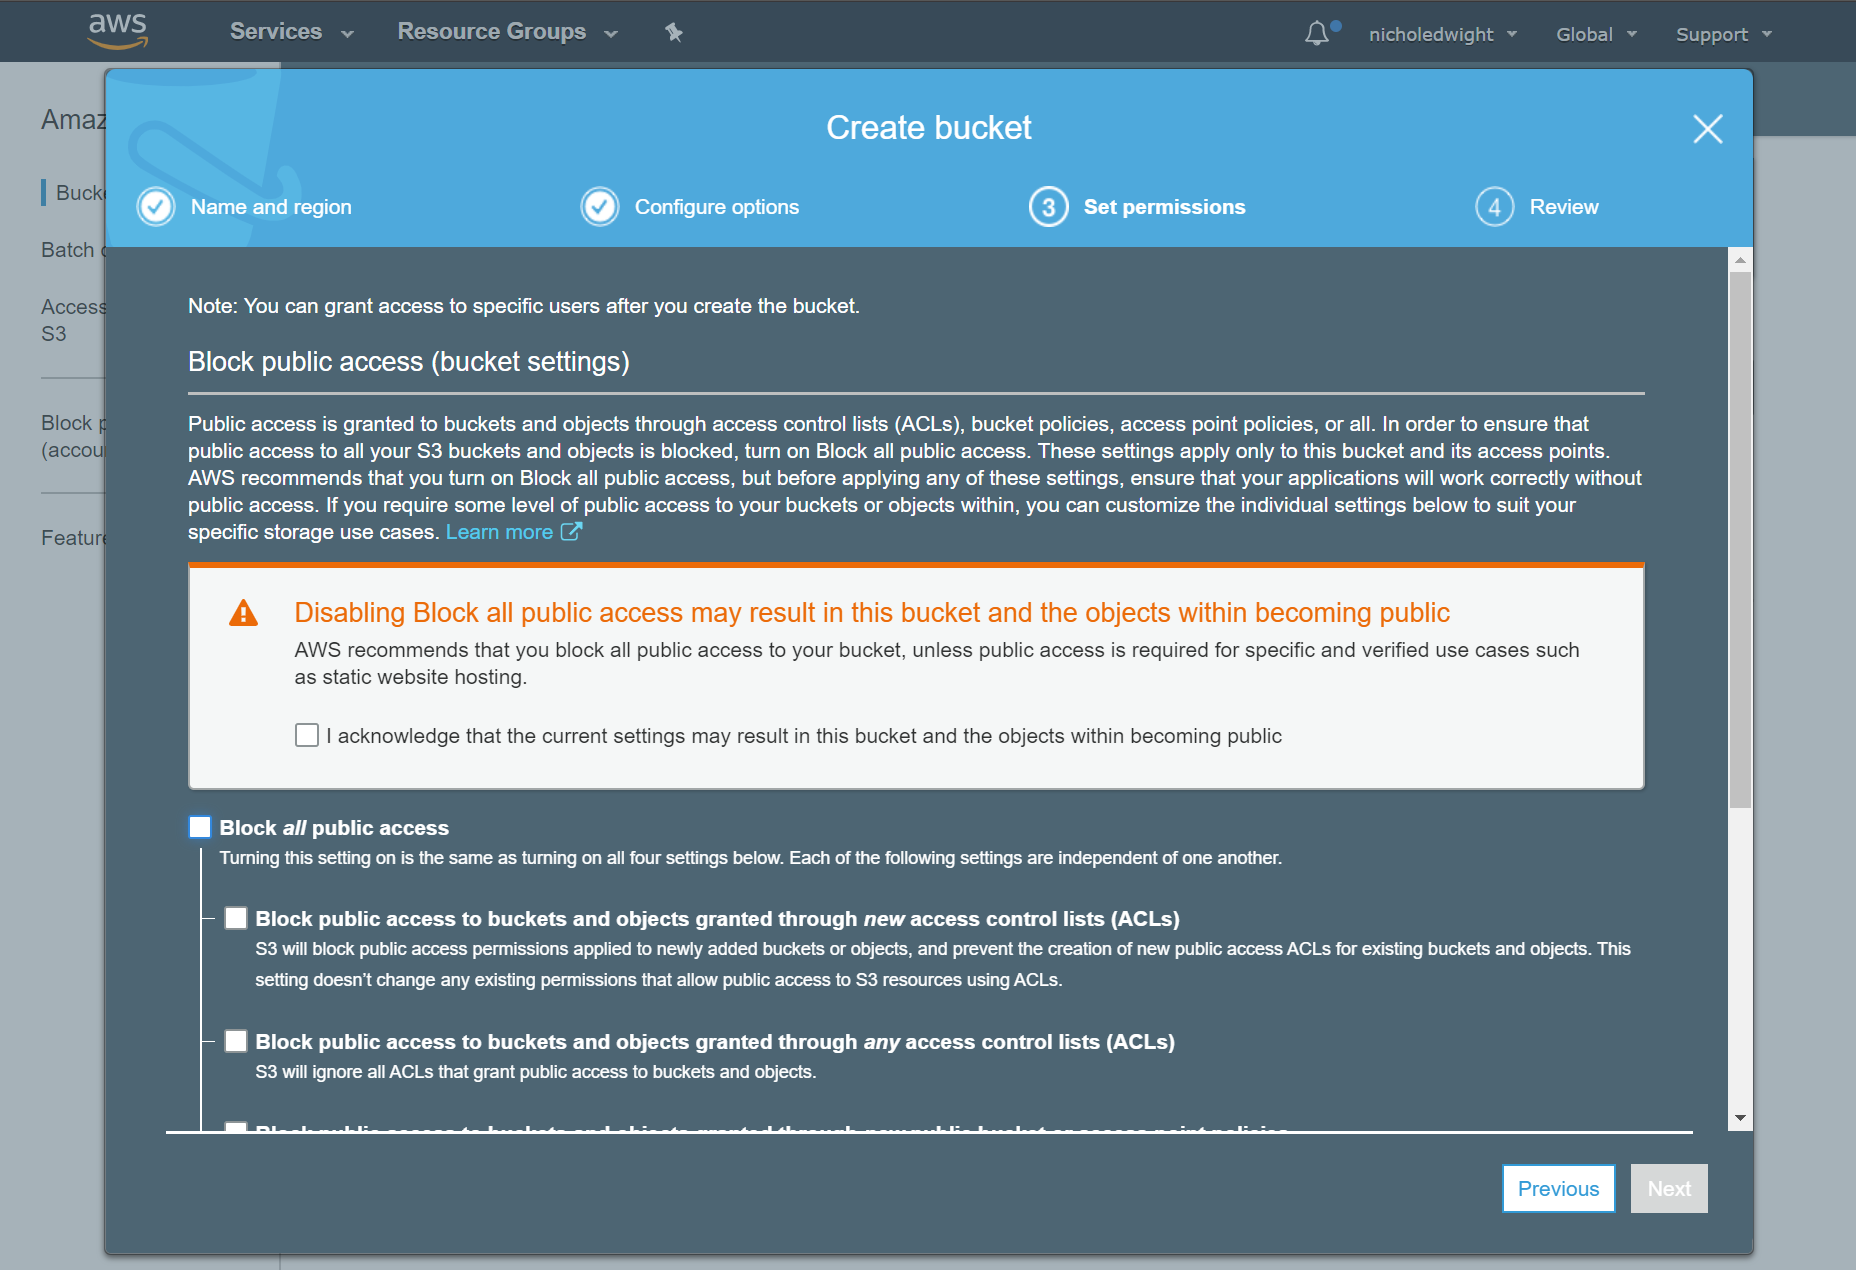 aws
Services
Resource Groups
nicholedwight
Global
Support
Create bucket
Name and region
Configure options
3
Set permissions
4
Review
Amaz
Bucke
Batch
Access
S3
Block p
(accou
Feature
Note: You can grant access to specific users after you create the bucket.
Block public access (bucket settings)
Public access is granted to buckets and objects through access control lists (ACLs), bucket policies, access point policies, or all. In order to ensure that
public access to all your S3 buckets and objects is blocked, turn on Block all public access. These settings apply only to this bucket and its access points.
AWS recommends that you turn on Block all public access, but before applying any of these settings, ensure that your applications will work correctly without
public access. If you require some level of public access to your buckets or objects within, you can customize the individual settings below to suit your
specific storage use cases. Learn more
Disabling Block all public access may result in this bucket and the objects within becoming public
AWS recommends that you block all public access to your bucket, unless public access is required for specific and verified use cases such
as static website hosting.
I acknowledge that the current settings may result in this bucket and the objects within becoming public
Block all public access
Turning this setting on is the same as turning on all four settings below. Each of the following settings are independent of one another.
Block public access to buckets and objects granted through new access control lists (ACLs)
S3 will block public access permissions applied to newly added buckets or objects, and prevent the creation of new public access ACLs for existing buckets and objects. This
setting doesn't change any existing permissions that allow public access to S3 resources using ACLs.
Block public access to buckets and objects granted through any access control lists (ACLs)
S3 will ignore all ACLs that grant public access to buckets and objects.
Block public access to buckets and objects granted through new public bucket or access point policies
Previous
Next